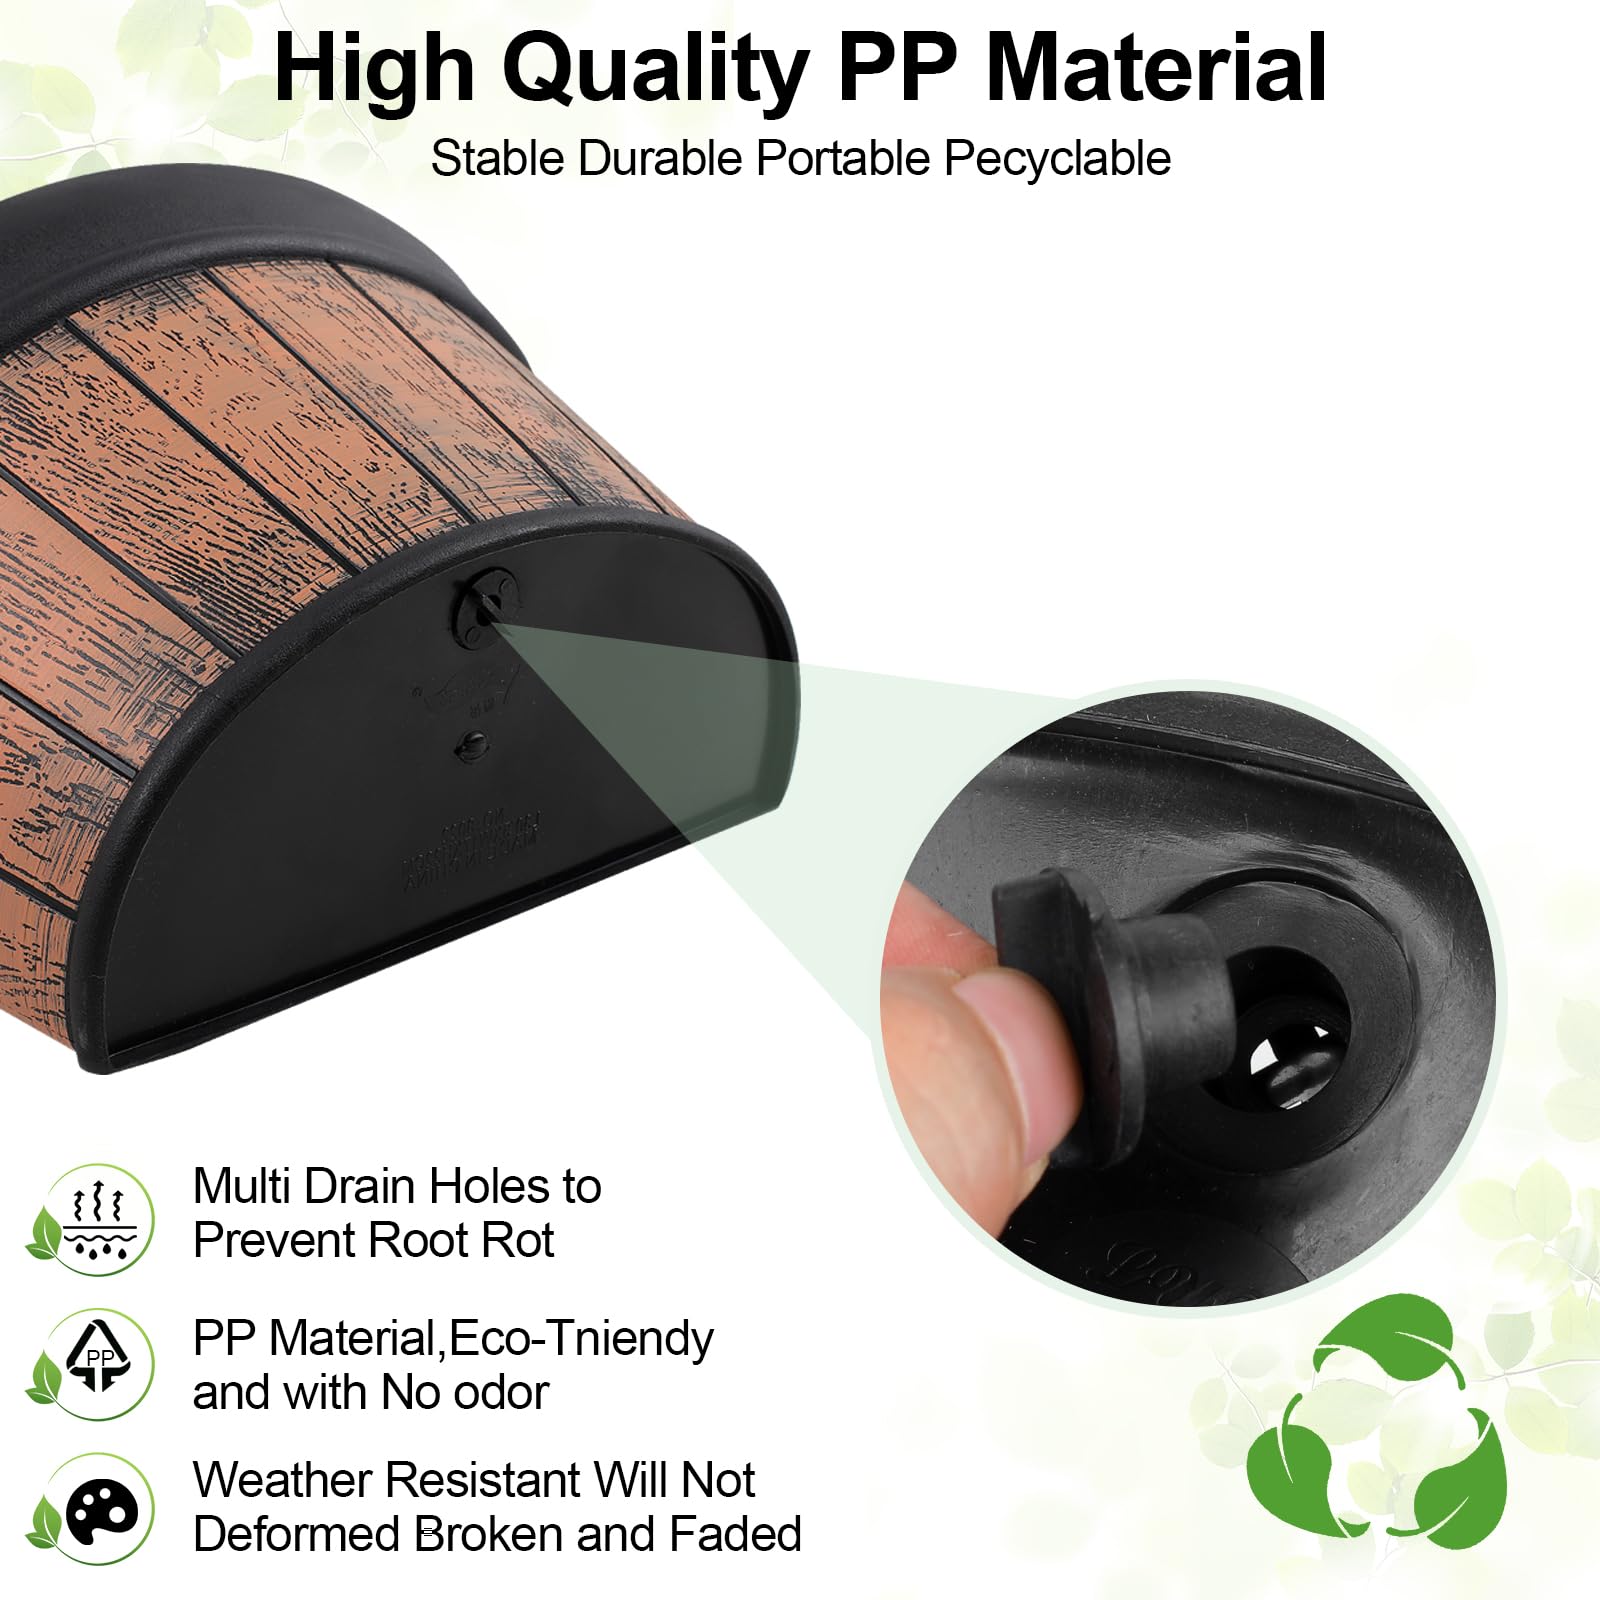 High Quality PP Material
Stable Durable Portable Pecyclable
Multi Drain Holes to
Prevent Root Rot
PP
PP Material,Eco-Tniendy
and with No odor
Weather Resistant Will Not
Deformed Broken and Faded